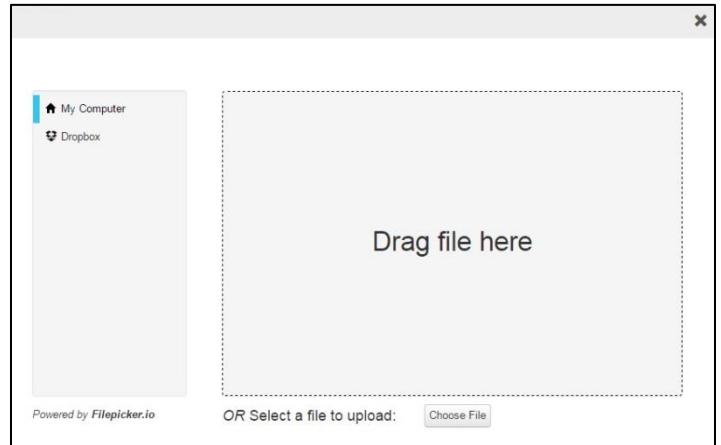 My Computer
Dropbox
Drag file here
Powered by Filepicker.io
OR Select a file to upload:
Choose File